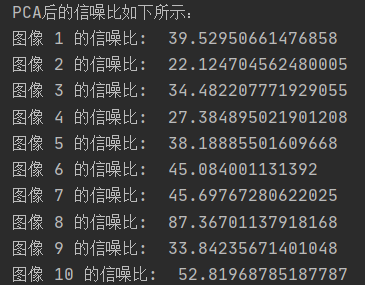 PCA后的信噪比如下所示：
图像 1 的信噪比:  39.52950661476858
图像 2 的信噪比:  22.124704562480005
图像 3 的信噪比:  34.482207771929055
图像 4 的信噪比:  27.384895021901208
图像 5 的信噪比:  38.18885501609668
图像 6 的信噪比:  45.084001131392
图像 7 的信噪比:  45.69767280622025
图像 8 的信噪比:  87.36701137918168
图像 9 的信噪比:  33.84235671401048
图像 10 的信噪比:  52.81968785187787